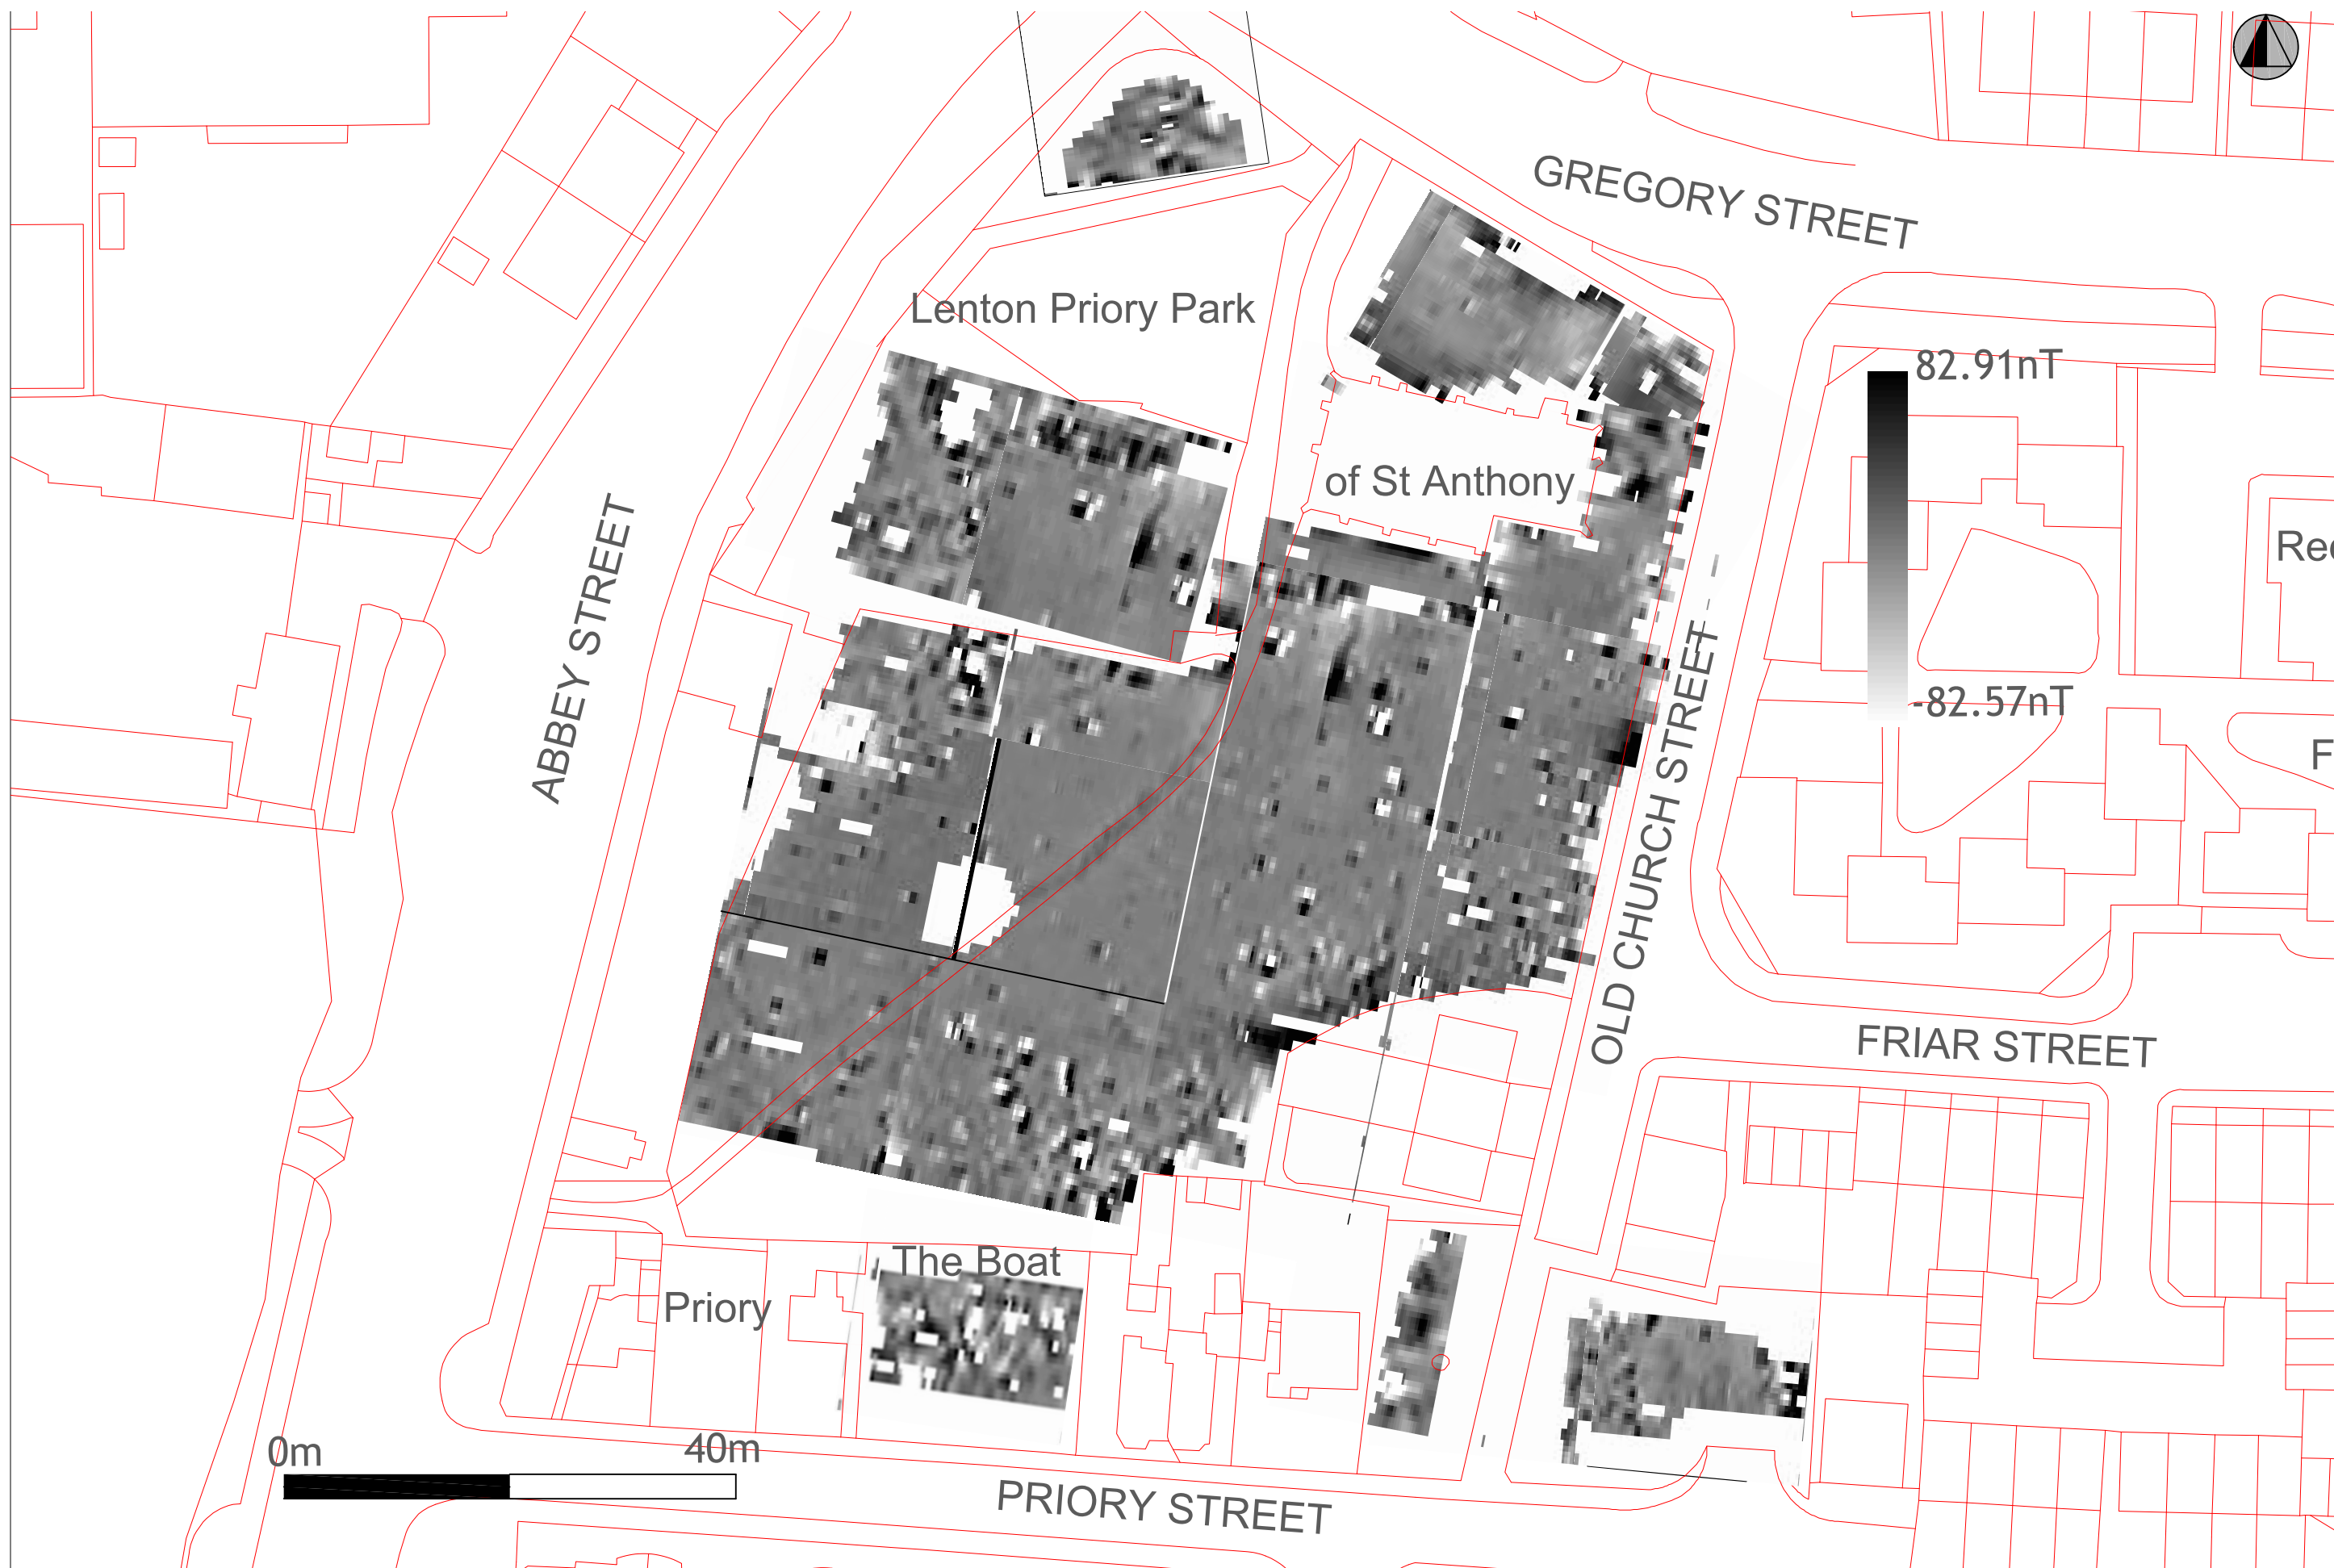 GREGORY STREET
Lenton Priory Park
82.91nT
of St Anthony
Rec
ABBEY STREET
OLD CHURCH STREET
-82.57nT
F
FRIAR STREET
The Boat
Priory
0m
40m
PRIORY STREET